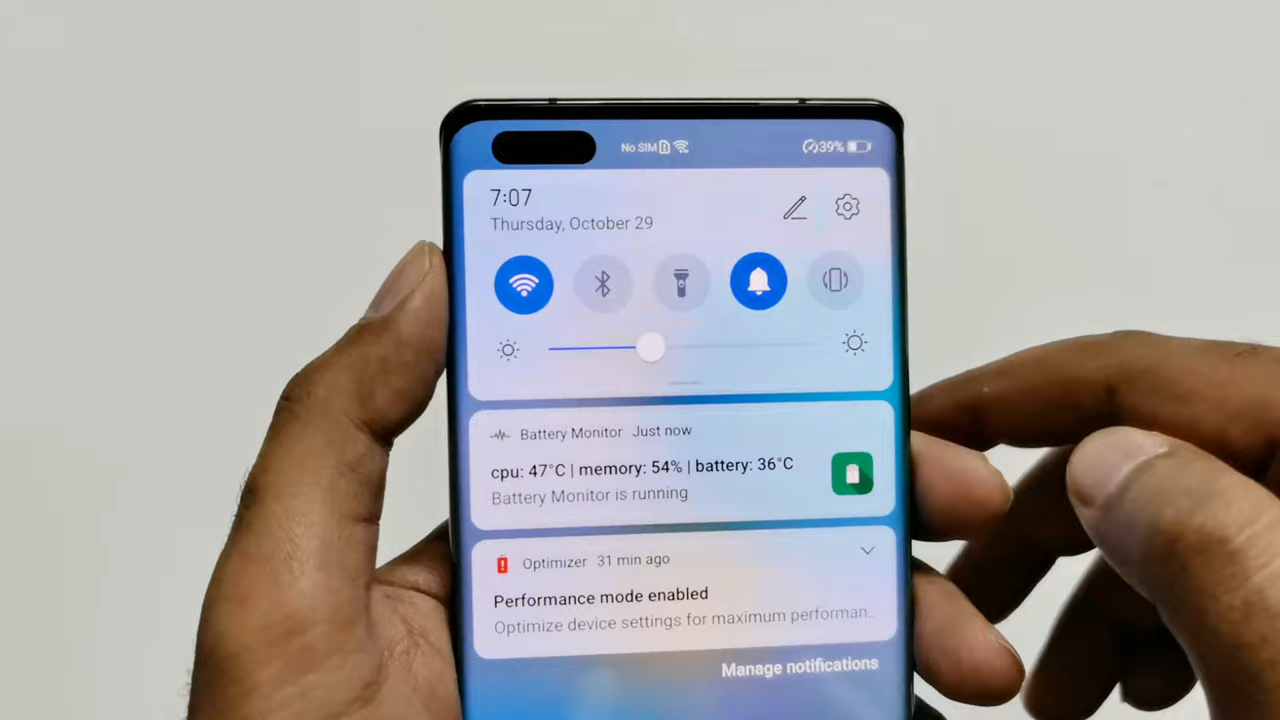 No SIM
39%
7:07
Thursday, October 29
Battery Monitor Just now
cpu: 47°C | memory: 54% | battery: 36°C
Battery Monitor is running
Optimizer 31 min ago
Performance mode enabled
Optimize device settings for maximum performan..
Manage notifications